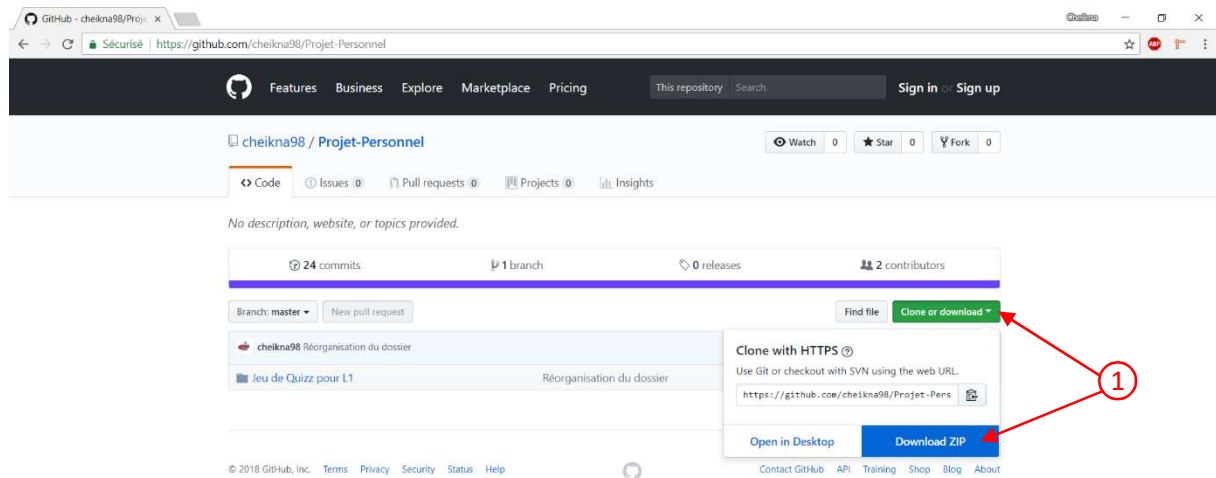 GitHub - cheikna98/Proje
Cheikna
Sécurisé | https://github.com/cheikna98/Projet-Personnel
ABP
Features Business Explore Marketplace Pricing This repository Search Sign in or Sign up
cheikna98 / Projet-Personnel Watch 0 Star 0 Fork 0
<> Code Issues 0 Pull requests 0 Projects 0 Insights
No description, website, or topics provided.
24 commits 1 branch 0 releases 2 contributors
Branch: master New pull request Find file Clone or download
cheikna98 Réorganisation du dossier
Jeu de Quizz pour L1 Réorganisation du dossier
Clone with HTTPS
Use Git or checkout with SVN using the web URL.
https://github.com/cheikna98/Projet-Pers
1
Open in Desktop Download ZIP
© 2018 GitHub, Inc. Terms Privacy Security Status Help Contact GitHub API Training Shop Blog About